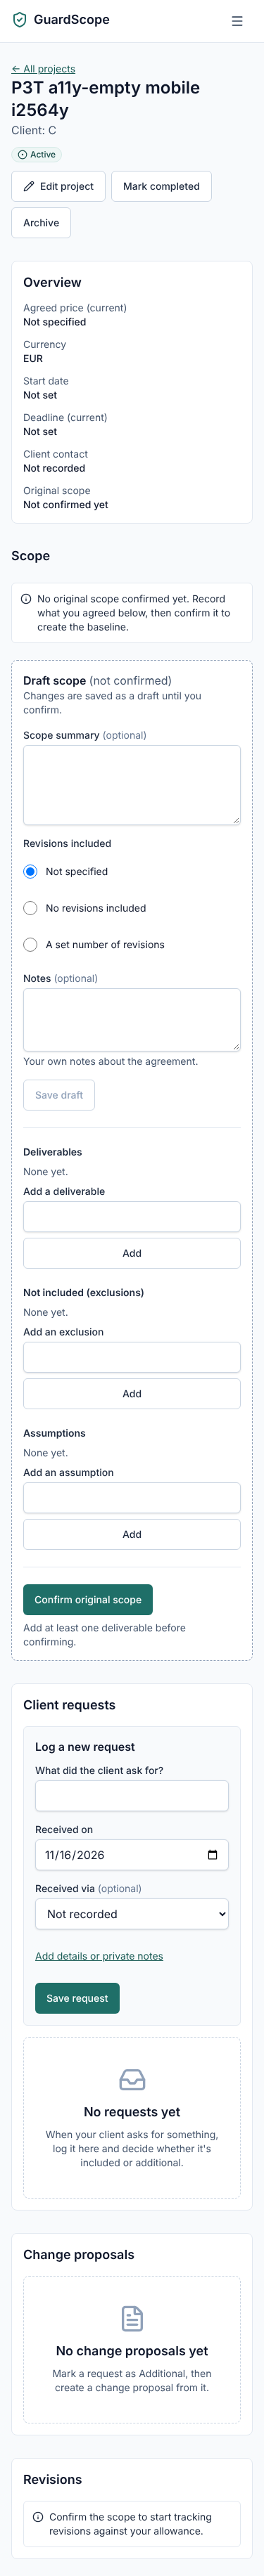 GuardScope
← All projects
P3T a11y-empty mobile
i2564y
Client: C
Active
Edit project
Mark completed
Archive
Overview
Agreed price (current)
Not specified
Currency
EUR
Start date
Not set
Deadline (current)
Not set
Client contact
Not recorded
Original scope
Not confirmed yet
Scope
No original scope confirmed yet. Record
what you agreed below, then confirm it to
create the baseline.
Draft scope (not confirmed)
Changes are saved as a draft until you
confirm.
Scope summary (optional)
Revisions included
Not specified
No revisions included
A set number of revisions
Notes (optional)
Your own notes about the agreement.
Save draft
Deliverables
None yet.
Add a deliverable
Add
Not included (exclusions)
None yet.
Add an exclusion
Add
Assumptions
None yet.
Add an assumption
Add
Confirm original scope
Add at least one deliverable before
confirming.
Client requests
Log a new request
What did the client ask for?
Received on
11/16/2026
Received via (optional)
Not recorded
Add details or private notes
Save request
No requests yet
When your client asks for something,
log it here and decide whether it's
included or additional.
Change proposals
No change proposals yet
Mark a request as Additional, then
create a change proposal from it.
Revisions
Confirm the scope to start tracking
revisions against your allowance.